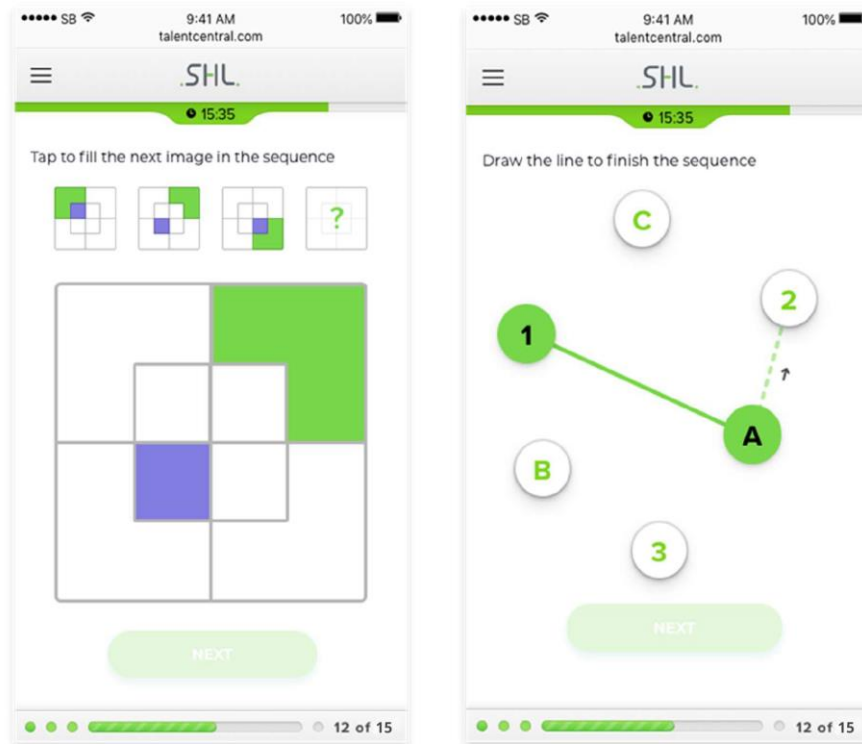 SB 9:41 AM 100%
talentcentral.com
SHL
15:35
Tap to fill the next image in the sequence
?
NEXT
12 of 15
SB 9:41 AM 100%
talentcentral.com
SHL
15:35
Draw the line to finish the sequence
C
2
1
A
B
3
NEXT
12 of 15